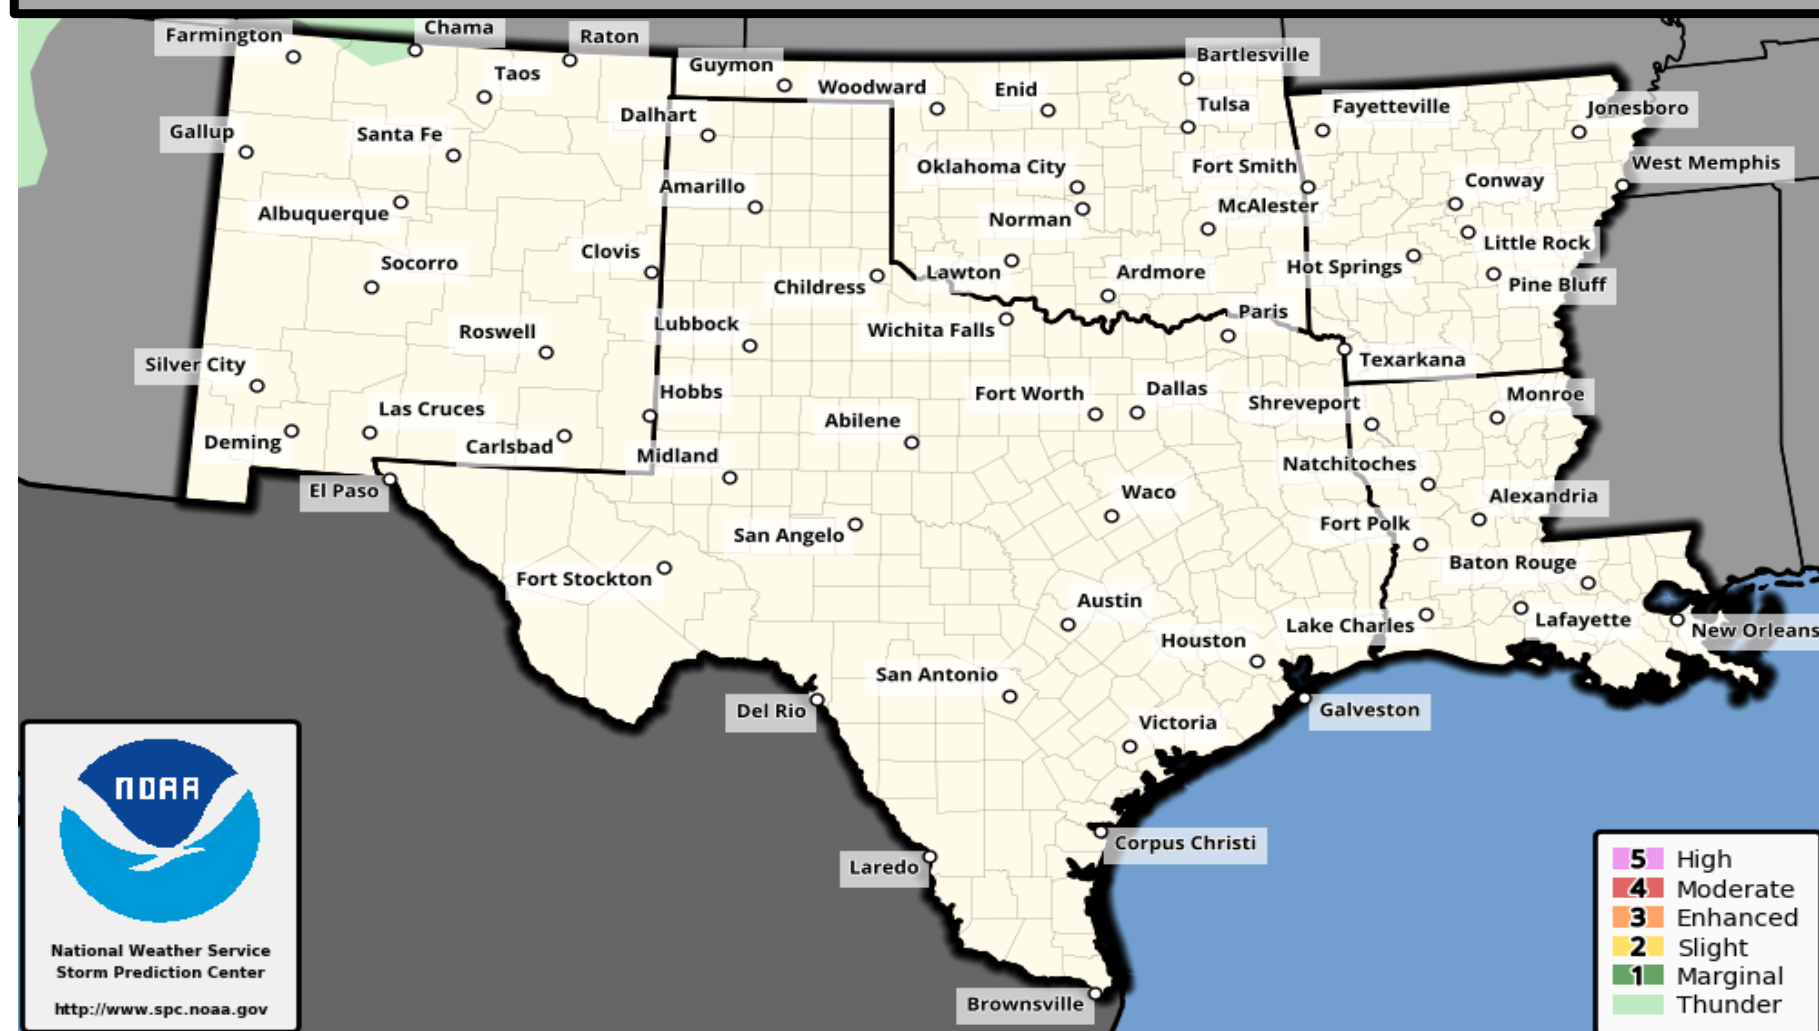 Farmington
Chama
Raton
Guymon
Bartlesville
Taos
Woodward
Enid
Dalhart
Tulsa
Fayetteville
Jonesboro
Gallup
Santa Fe
Oklahoma City
Fort Smith
West Memphis
Amarillo
Conway
Albuquerque
Norman
McAlester
Clovis
Little Rock
Socorro
Childress
Lawton
Ardmore
Hot Springs
Pine Bluff
Roswell
Lubbock
Wichita Falls
Paris
Silver City
Texarkana
Las Cruces
Hobbs
Fort Worth
Dallas
Shreveport
Monroe
Deming
Carlsbad
Midland
Abilene
Natchitoches
El Paso
Waco
Alexandria
San Angelo
Fort Polk
Fort Stockton
Baton Rouge
Austin
Houston
Lake Charles
Lafayette
New Orleans
San Antonio
Del Rio
Victoria
Galveston
Corpus Christi
Laredo
Brownsville
NOAA
National Weather Service
Storm Prediction Center
http://www.spc.noaa.gov
5 High
4 Moderate
3 Enhanced
2 Slight
1 Marginal
Thunder